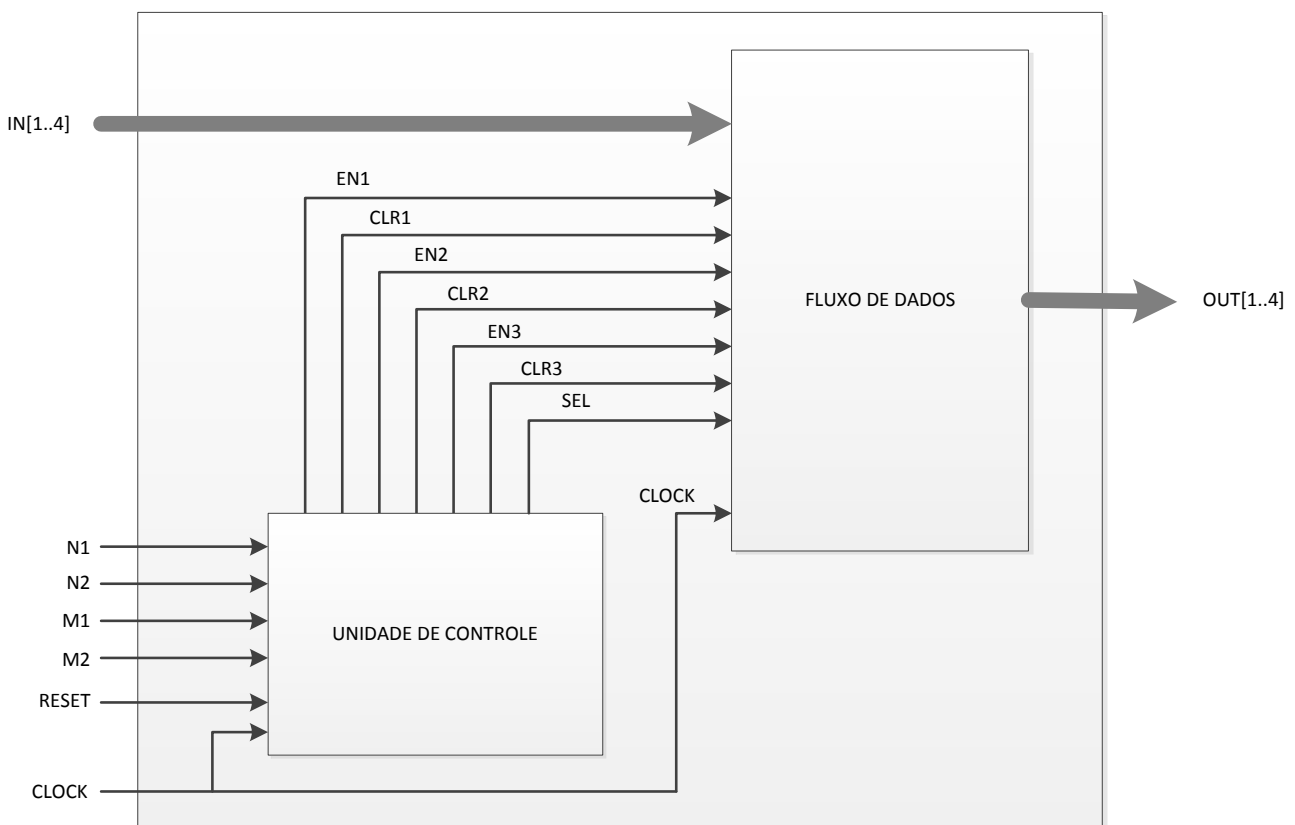 IN[1..4]
EN1
CLR1
EN2
CLR2
FLUXO DE DADOS
OUT[1..4]
EN3
CLR3
SEL
CLOCK
N1
N2
M1
UNIDADE DE CONTROLE
M2
RESET
CLOCK